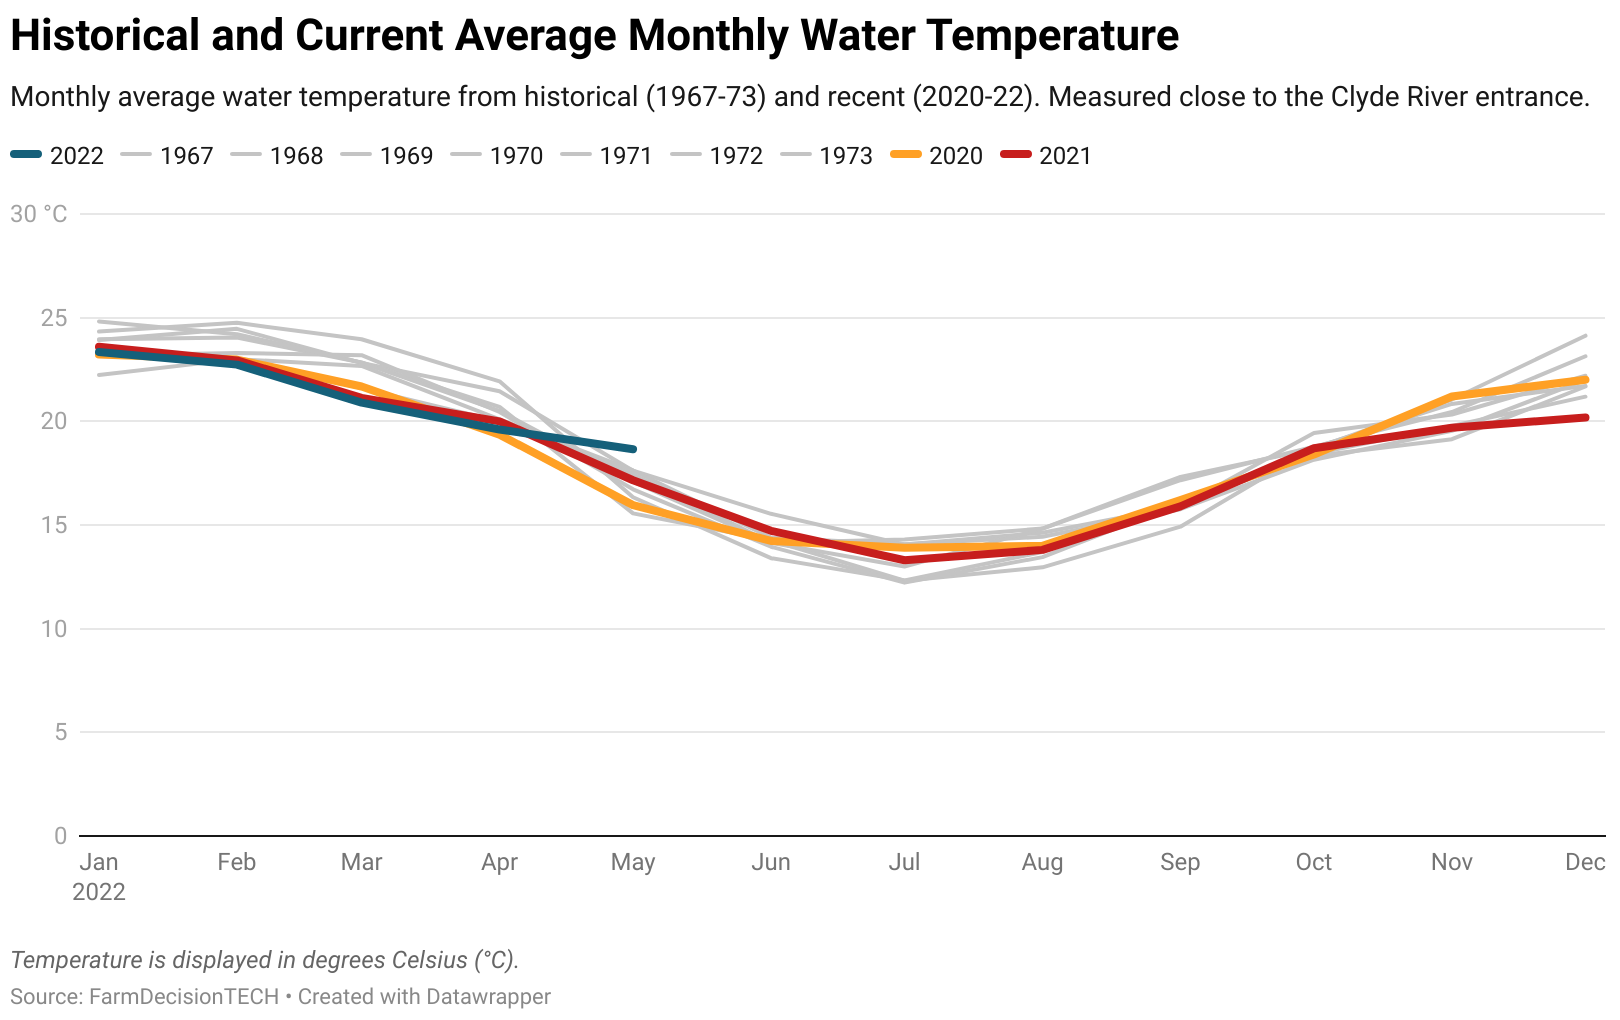 Historical and Current Average Monthly Water Temperature
Monthly average water temperature from historical (1967-73) and recent (2020-22). Measured close to the Clyde River entrance.
2022 1967 1968 1969 1970 1971 1972 1973 2020 2021
30 °C
25
20
15
10
5
0
Jan Feb Mar Apr May Jun Jul Aug Sep Oct Nov Dec
2022
Temperature is displayed in degrees Celsius (°C).
Source: FarmDecisionTECH • Created with Datawrapper